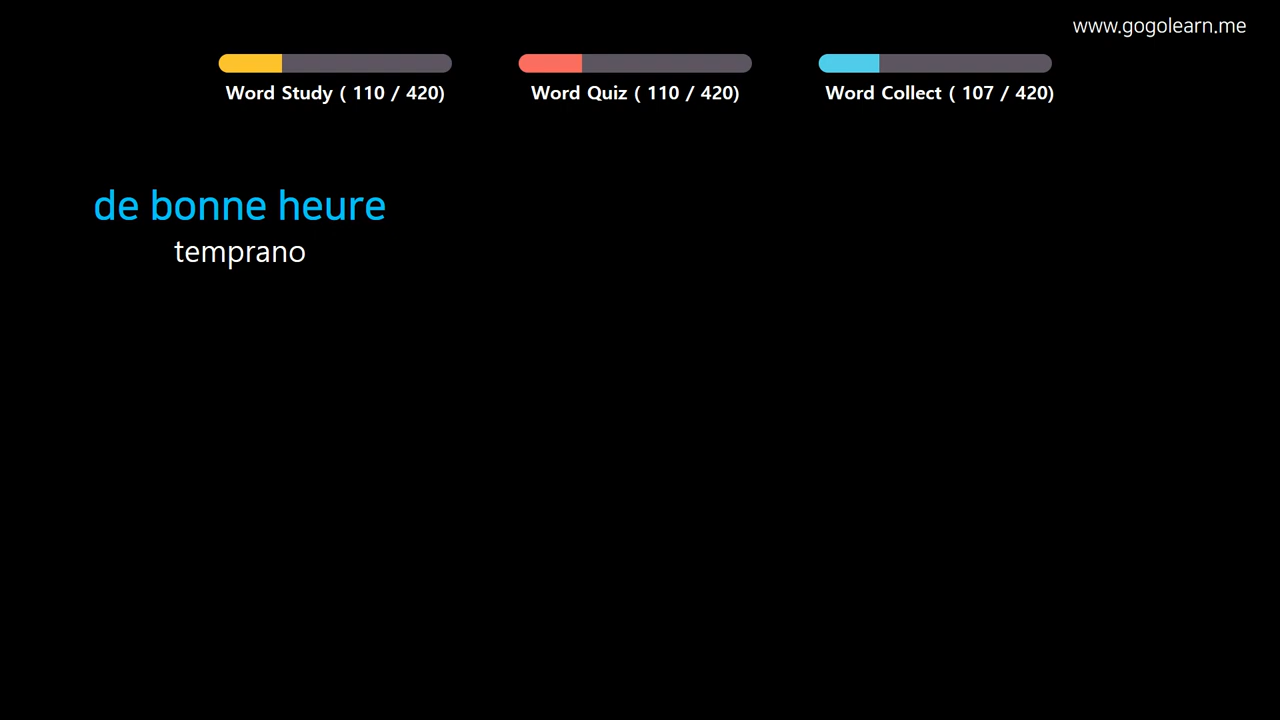 www.gogolearn.me
Word Study ( 110 / 420)
Word Quiz ( 110 / 420)
Word Collect ( 107 / 420)
de bonne heure
temprano